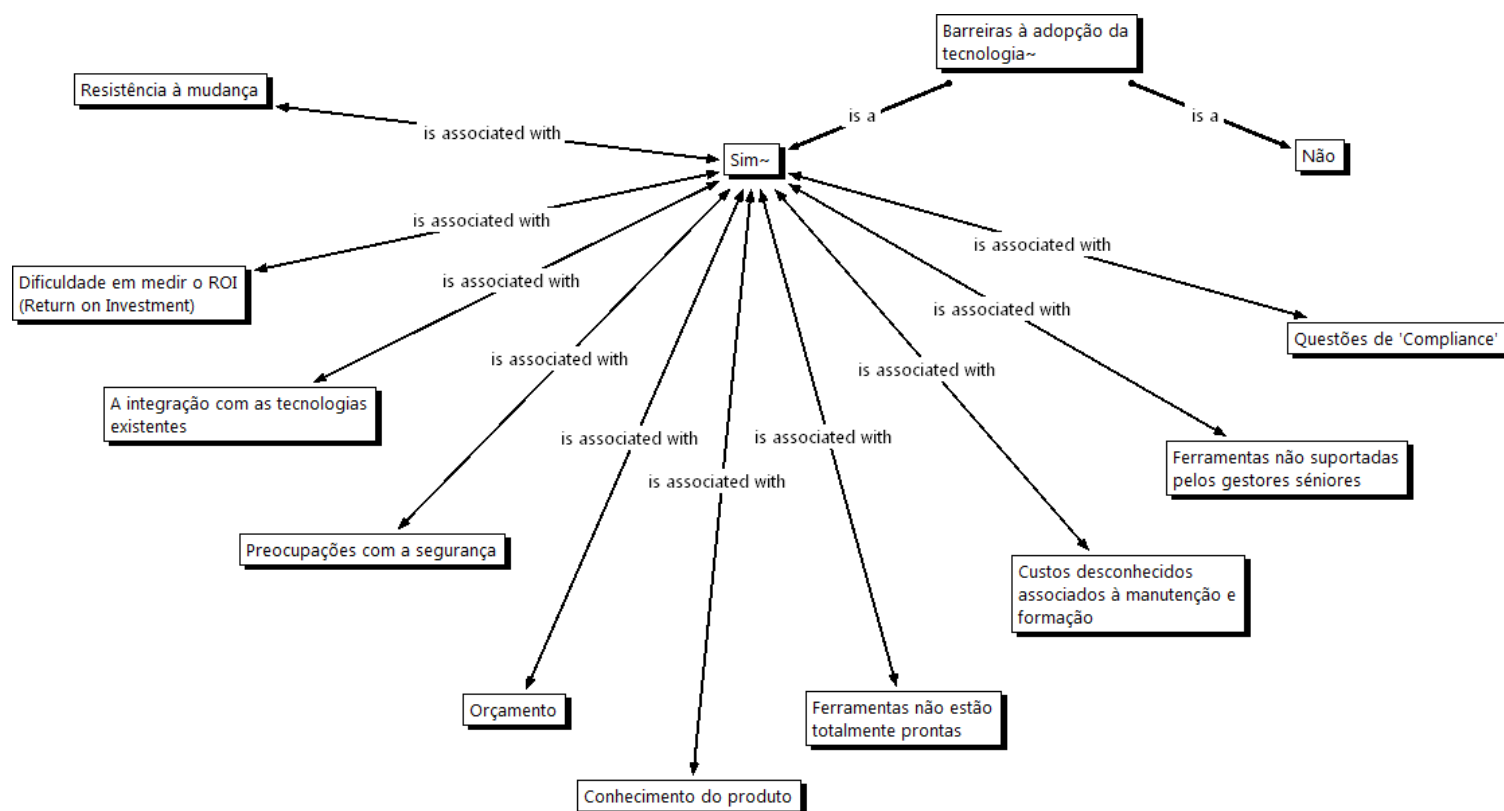 Barreiras à adopção da
tecnologia~
Resistência à mudança
is a
is a
is associated with
Sim~
Não
is associated with
is associated with
Dificuldade em medir o ROI
(Return on Investment)
is associated with
is associated with
Questões de 'Compliance'
is associated with
is associated with
A integração com as tecnologias
existentes
is associated with
is associated with
is associated with
Ferramentas não suportadas
pelos gestores séniores
Preocupações com a segurança
Custos desconhecidos
associados à manutenção e
formação
Orçamento
Ferramentas não estão
totalmente prontas
Conhecimento do produto